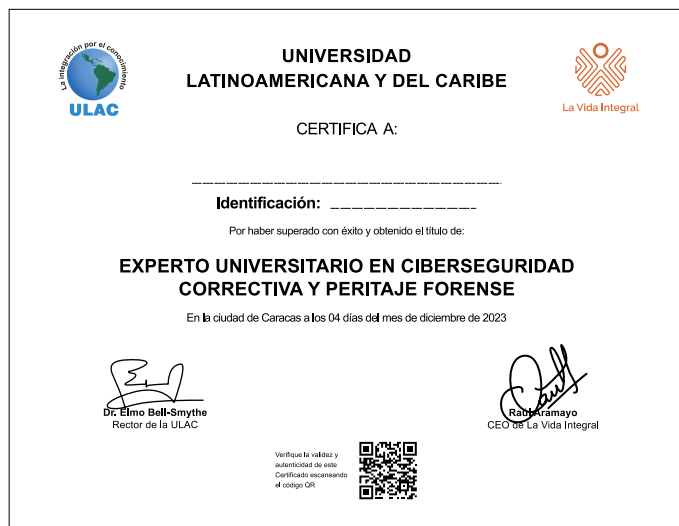 La integración por el conocimiento
ULAC
UNIVERSIDAD
LATINOAMERICANA Y DEL CARIBE
La Vida Integral
CERTIFICA A:
Identificación:
Por haber superado con éxito y obtenido el título de:
EXPERTO UNIVERSITARIO EN CIBERSEGURIDAD
CORRECTIVA Y PERITAJE FORENSE
En la ciudad de Caracas a los 04 días del mes de diciembre de 2023
Dr. Elmo Bell-Smythe
Rector de la ULAC
Raúl Aramayo
CEO de La Vida Integral
Verifique la validez y
autenticidad de este
Certificado escaneando
el código QR